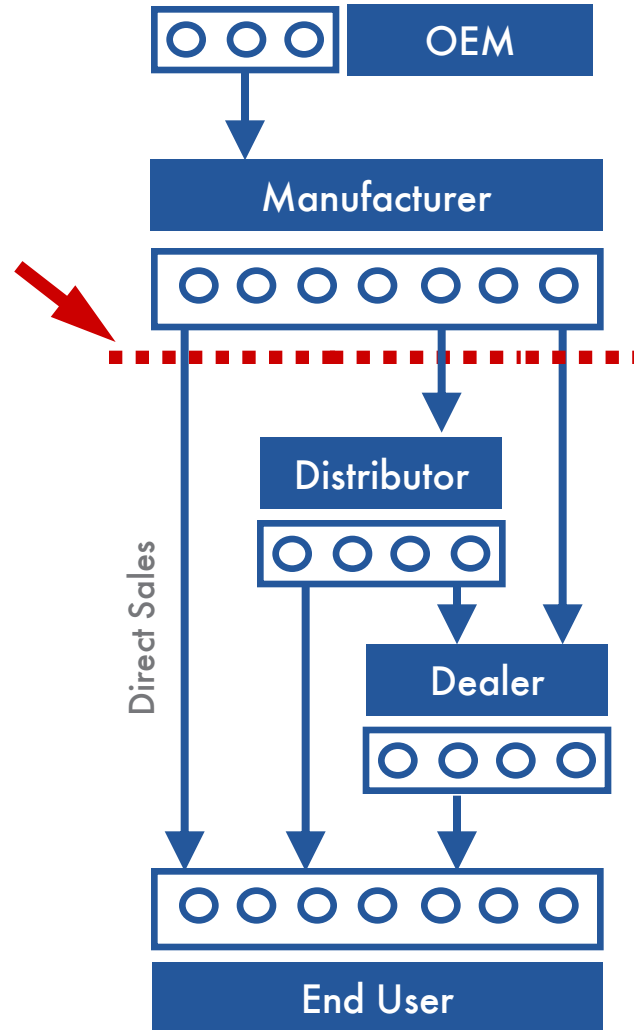 OEM
Manufacturer
Distributor
Direct Sales
Dealer
End User